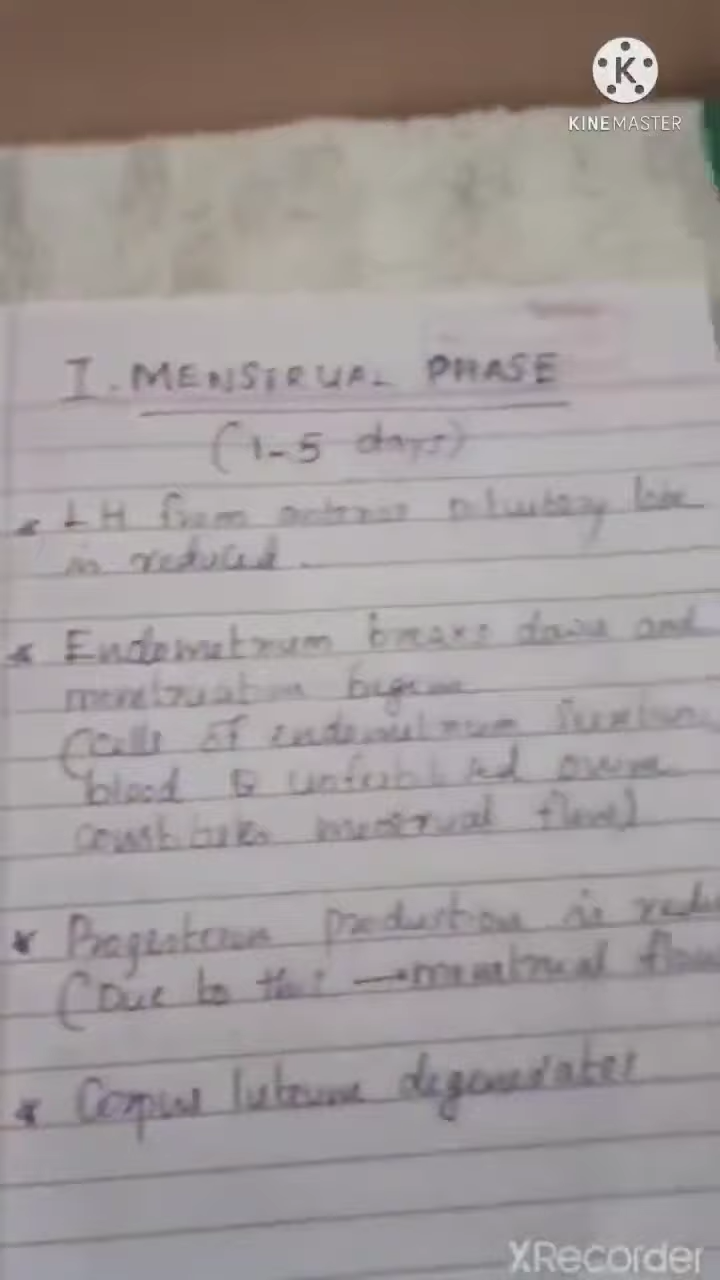 K
KINEMASTER
I. MENSTRUAL PHASE
(1-5 days)
* LH from anterior pituitary lobe
is reduced.
* Endometrium breaks down and
menstruation begins
(cells of endometrium
blood & unfertilized ovum
constitutes menstrual flow)
* Progesterone production is redu
(Due to this → menstrual flow
* Corpus luteum degenerates
XRecorder